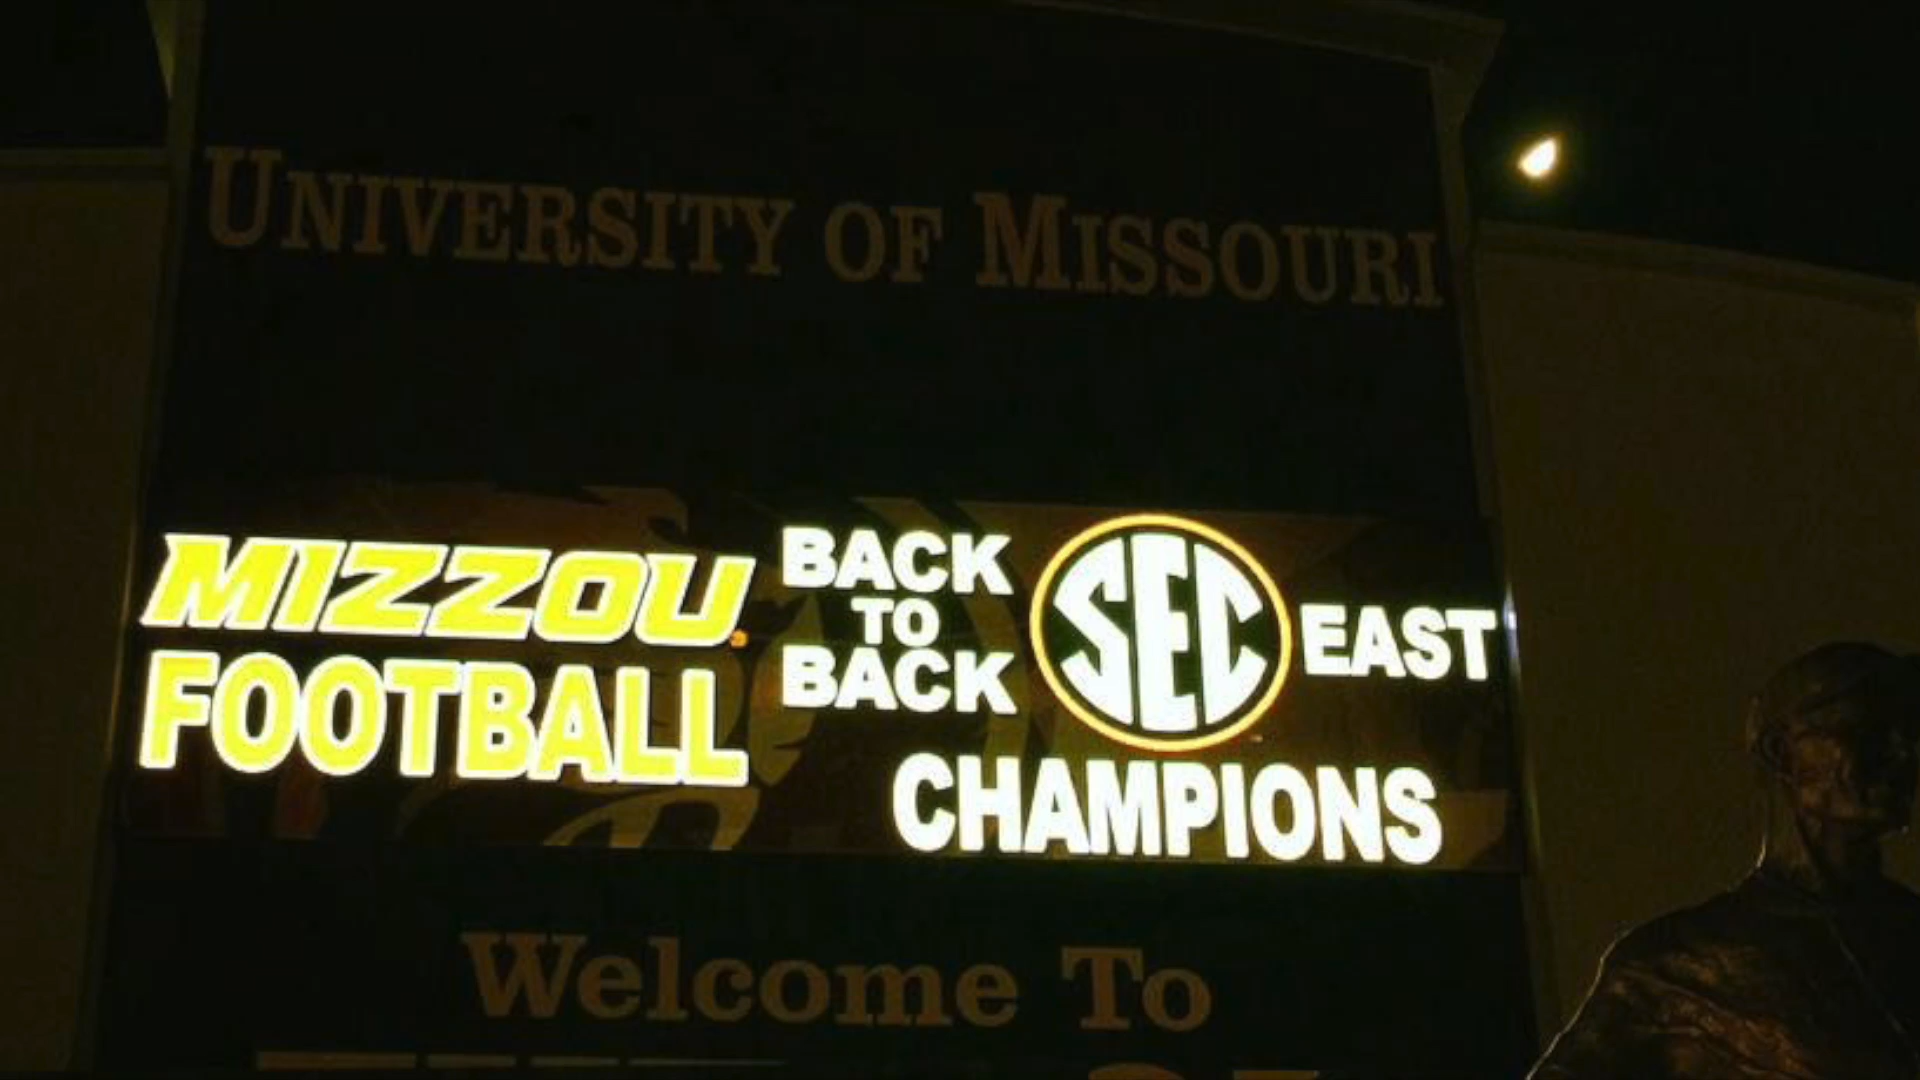 UNIVERSITY OF MISSOURI
MIZZOU
FOOTBALL
BACK
TO
BACK
SEC
EAST
CHAMPIONS
Welcome To